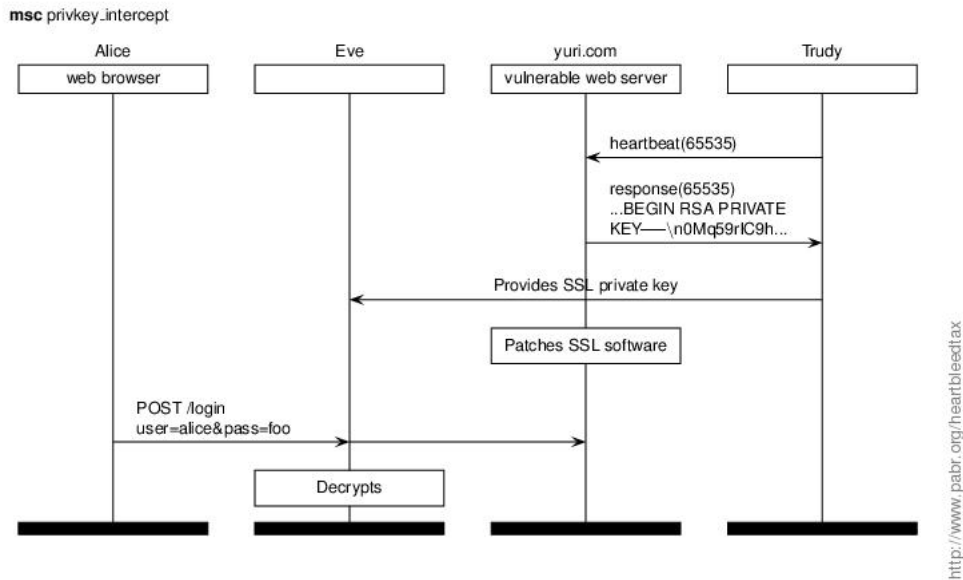 msc privkey_intercept
Alice
Eve
yuri.com
Trudy
web browser
vulnerable web server
heartbeat(65535)
response(65535)
...BEGIN RSA PRIVATE
KEY-----\n0Mq59rIC9h...
Provides SSL private key
Patches SSL software
POST /login
user=alice&pass=foo
Decrypts
http://www.pabr.org/heartbleedtax